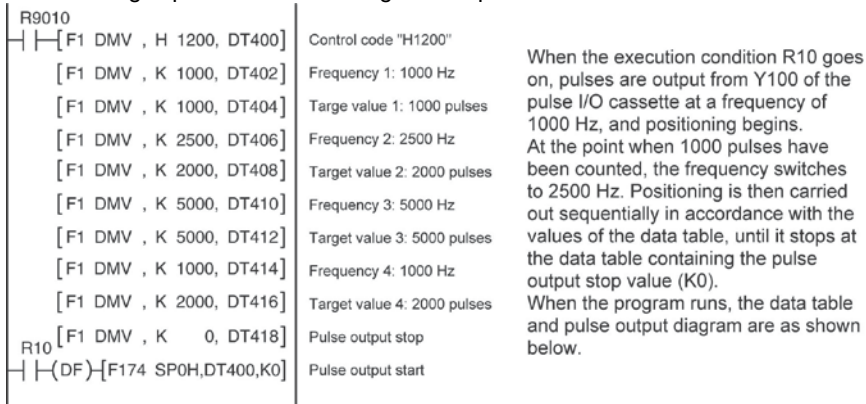 R9010
[F1 DMV , H 1200, DT400] Control code "H1200"
[F1 DMV , K 1000, DT402] Frequency 1: 1000 Hz
[F1 DMV , K 1000, DT404] Targe value 1: 1000 pulses
[F1 DMV , K 2500, DT406] Frequency 2: 2500 Hz
[F1 DMV , K 2000, DT408] Target value 2: 2000 pulses
[F1 DMV , K 5000, DT410] Frequency 3: 5000 Hz
[F1 DMV , K 5000, DT412] Target value 3: 5000 pulses
[F1 DMV , K 1000, DT414] Frequency 4: 1000 Hz
[F1 DMV , K 2000, DT416] Target value 4: 2000 pulses
[F1 DMV , K 0, DT418] Pulse output stop
R10
(DF) [F174 SP0H,DT400,K0] Pulse output start
When the execution condition R10 goes
on, pulses are output from Y100 of the
pulse I/O cassette at a frequency of
1000 Hz, and positioning begins.
At the point when 1000 pulses have
been counted, the frequency switches
to 2500 Hz. Positioning is then carried
out sequentially in accordance with the
values of the data table, until it stops at
the data table containing the pulse
output stop value (K0).
When the program runs, the data table
and pulse output diagram are as shown
below.